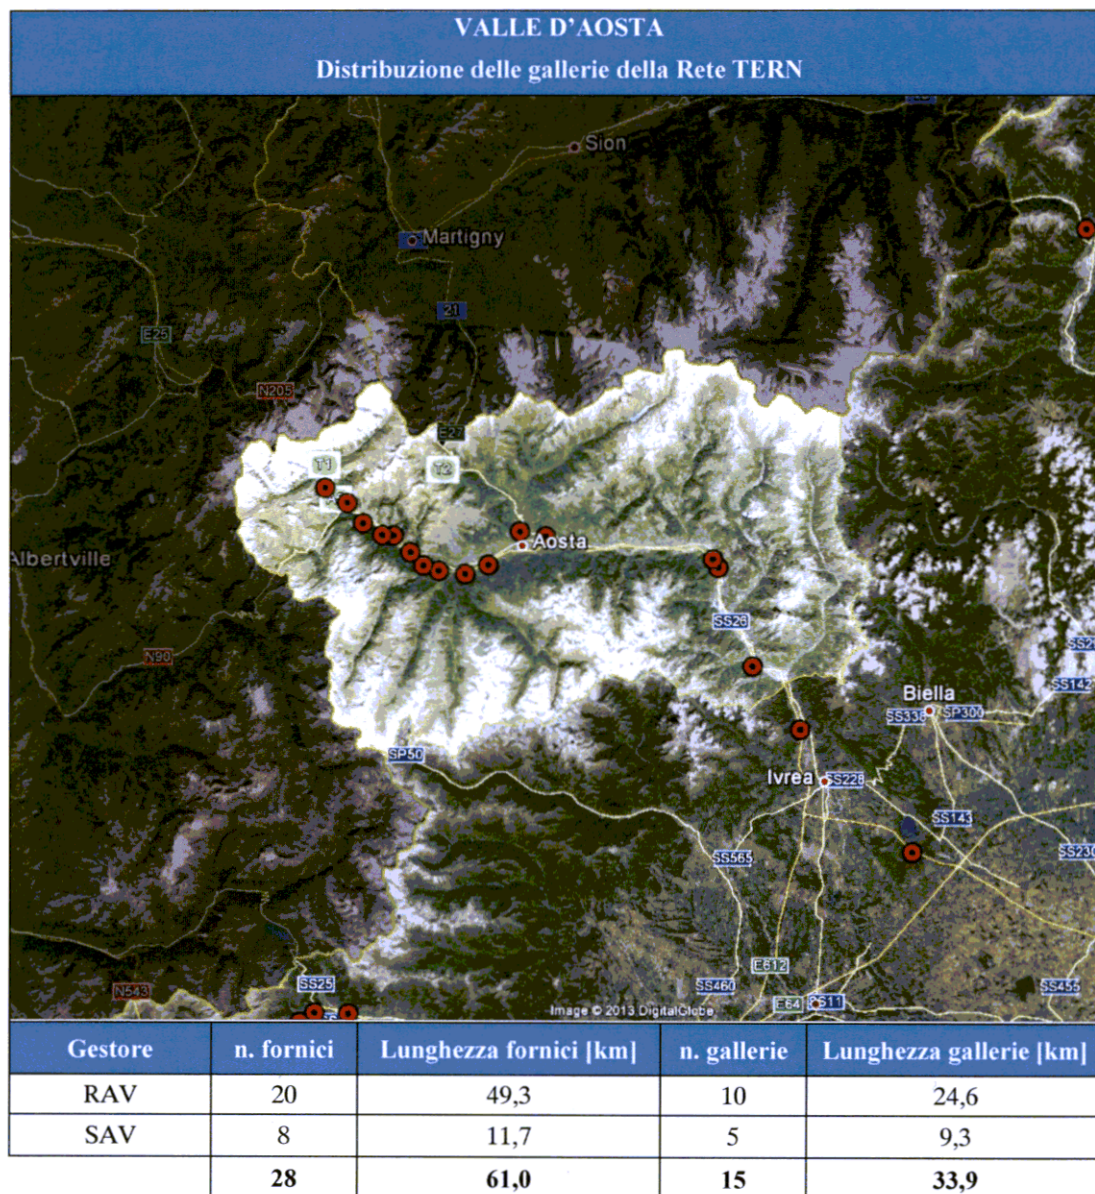 VALLE D'AOSTA
Distribuzione delle gallerie della Rete TERN
Sion
Martigny
21
E25
N205
E27
T1
T2
Aosta
Albertville
SS26
N90
Biella
SS338
SP300
SS142
SP50
Ivrea
SS228
SS143
SS565
SS230
E612
N543
SS25
SS460
E64
SS11
SS455
Image © 2013 DigitalGlobe
Gestore n. fornici Lunghezza fornici [km] n. gallerie Lunghezza gallerie [km]
RAV 20 49,3 10 24,6
SAV 8 11,7 5 9,3
28 61,0 15 33,9